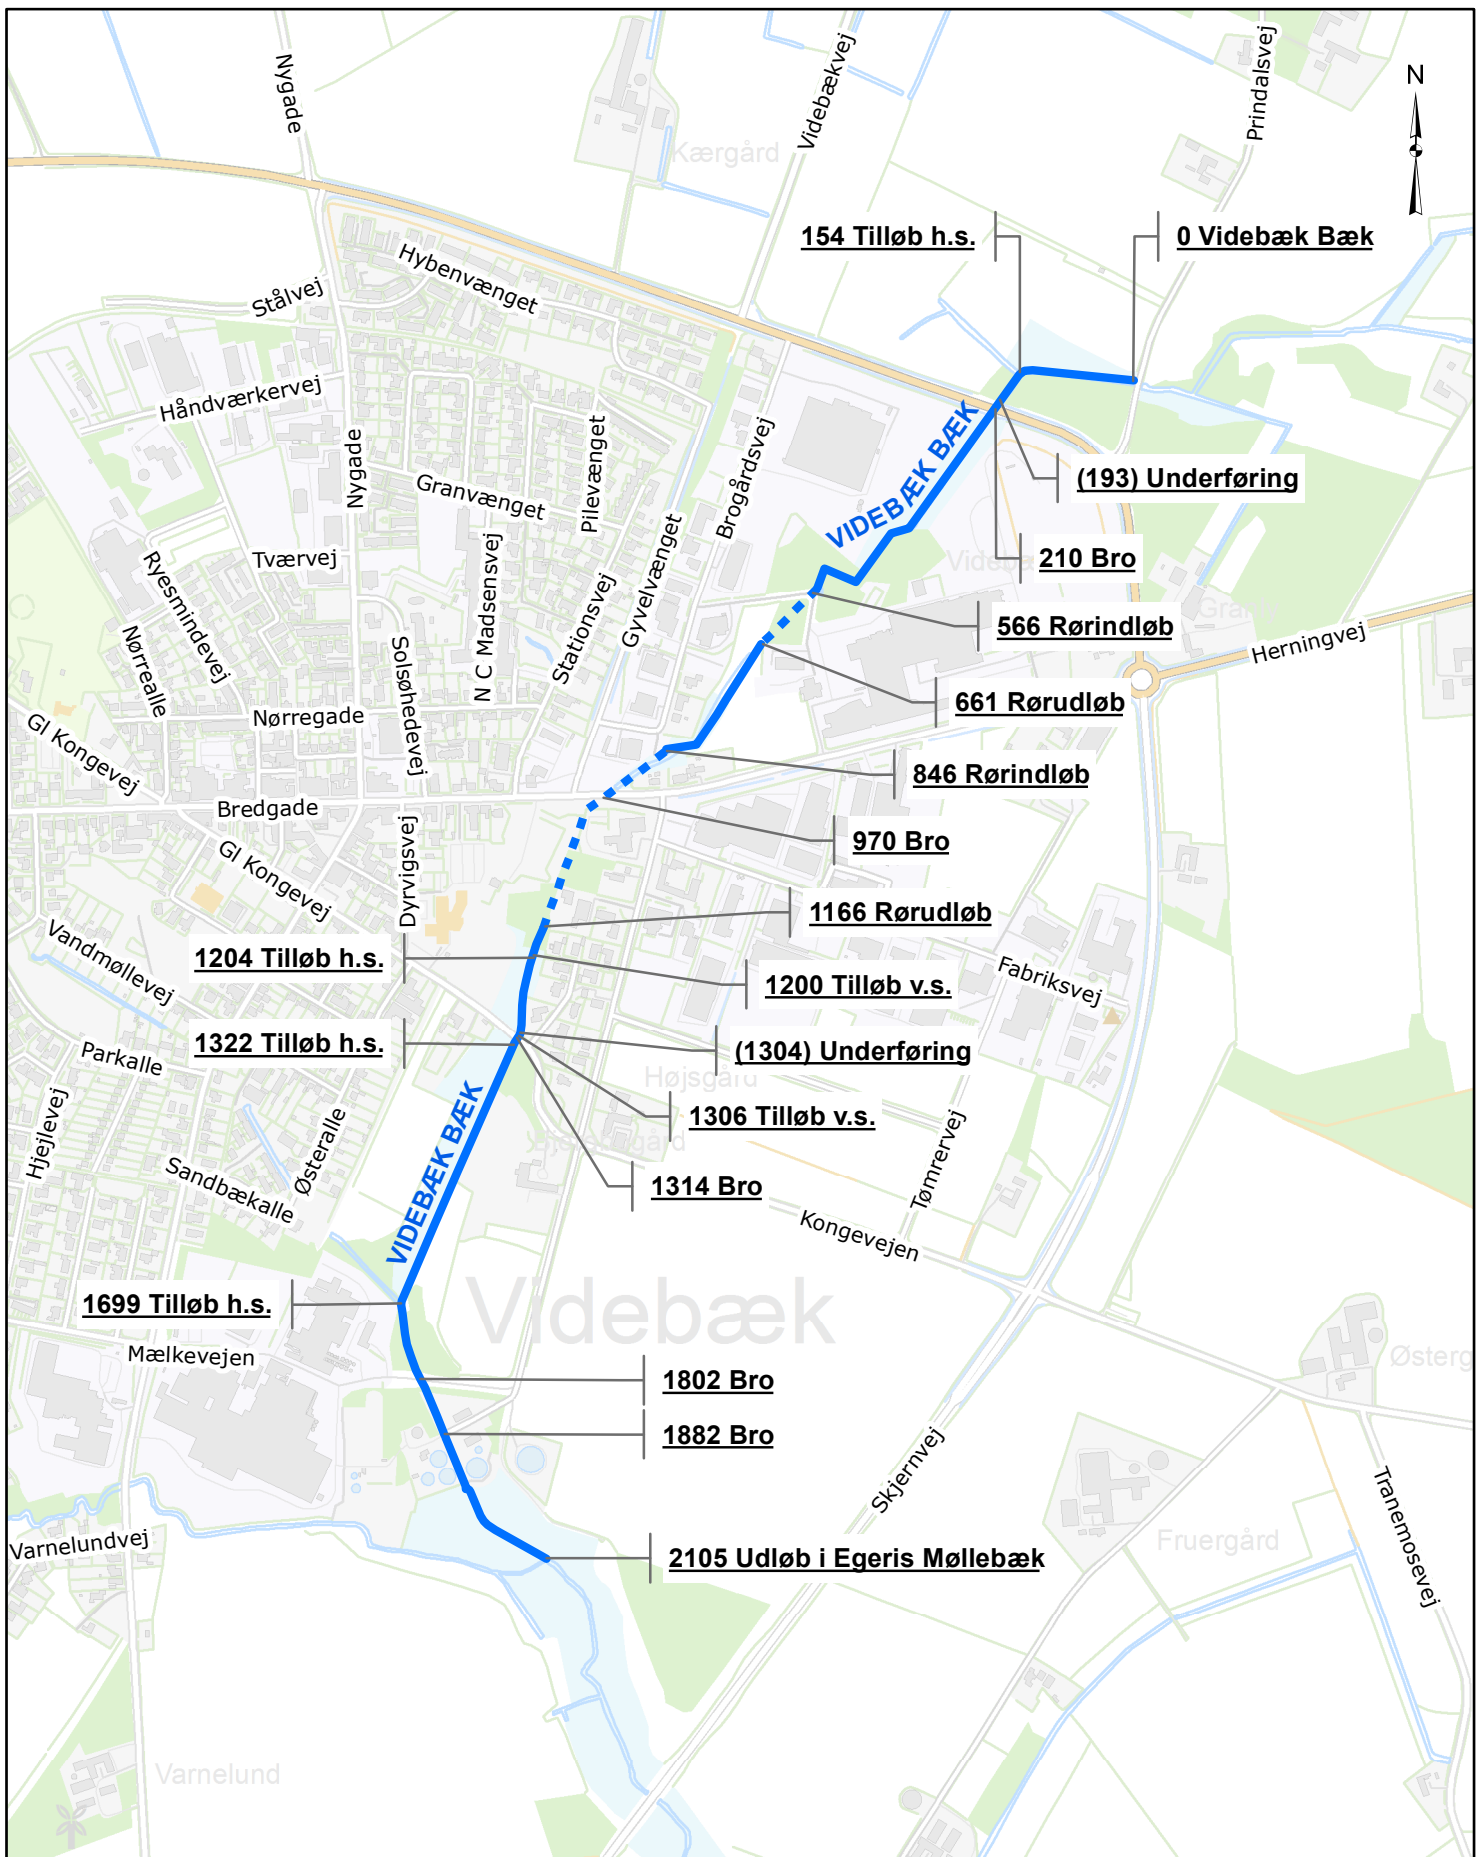 N
Nygade
Videbækvej
Prindalsvej
Kærgård
154 Tilløb h.s.
0 Videbæk Bæk
Hybenvænget
Stålvej
Håndværkervej
Nygade
Pilevænget
Granvænget
Brogårdsvej
VIDEBÆK BÆK
(193) Underføring
Tværvej
Ryesmindevej
N C Madsensvej
Stationsvej
Gyvelvænget
210 Bro
566 Rørindløb
Herningvej
Nørrealle
Solsøhedevej
Nørregade
661 Rørudløb
Gl Kongevej
846 Rørindløb
Bredgade
970 Bro
Gl Kongevej
Dyrvigsvej
1166 Rørudløb
1204 Tilløb h.s.
Vandmøllevej
1200 Tilløb v.s.
Fabriksvej
1322 Tilløb h.s.
(1304) Underføring
Parkalle
Højsgård
1306 Tilløb v.s.
Hjejlevej
Østeralle
VIDEBÆK BÆK
Sandbækalle
1314 Bro
Tømrervej
Kongevejen
1699 Tilløb h.s.
Videbæk
Mælkevejen
Østerg
1802 Bro
1882 Bro
Skjernvej
Tranemosevej
Varnelundvej
Fruergård
2105 Udløb i Egeris Møllebæk
Varnelund